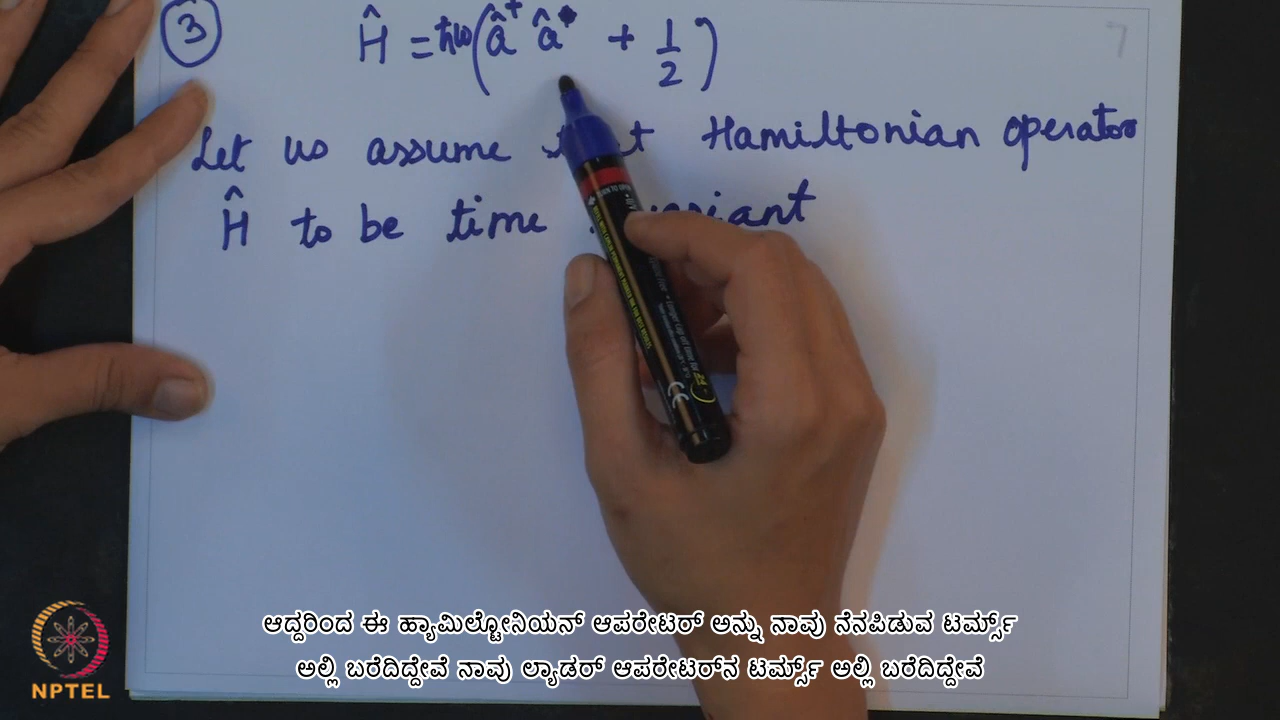 ③ Ĥ = ħω(â† â + 1/2)
Let us assume Hamiltonian operator
Ĥ to be time
ಆದ್ದರಿಂದ ಈ ಹ್ಯಾಮಿಲ್ಟೋನಿಯನ್ ಆಪರೇಟರ್ ಅನ್ನು ನಾವು ನೆನಪಿಡುವ ಟರ್ಮ್ಸ್
ಅಲ್ಲಿ ಬರೆದಿದ್ದೇವೆ ನಾವು ಲ್ಯಾಡರ್ ಆಪರೇಟರ್‌ನ ಟರ್ಮ್ಸ್ ಅಲ್ಲಿ ಬರೆದಿದ್ದೇವೆ
NPTEL